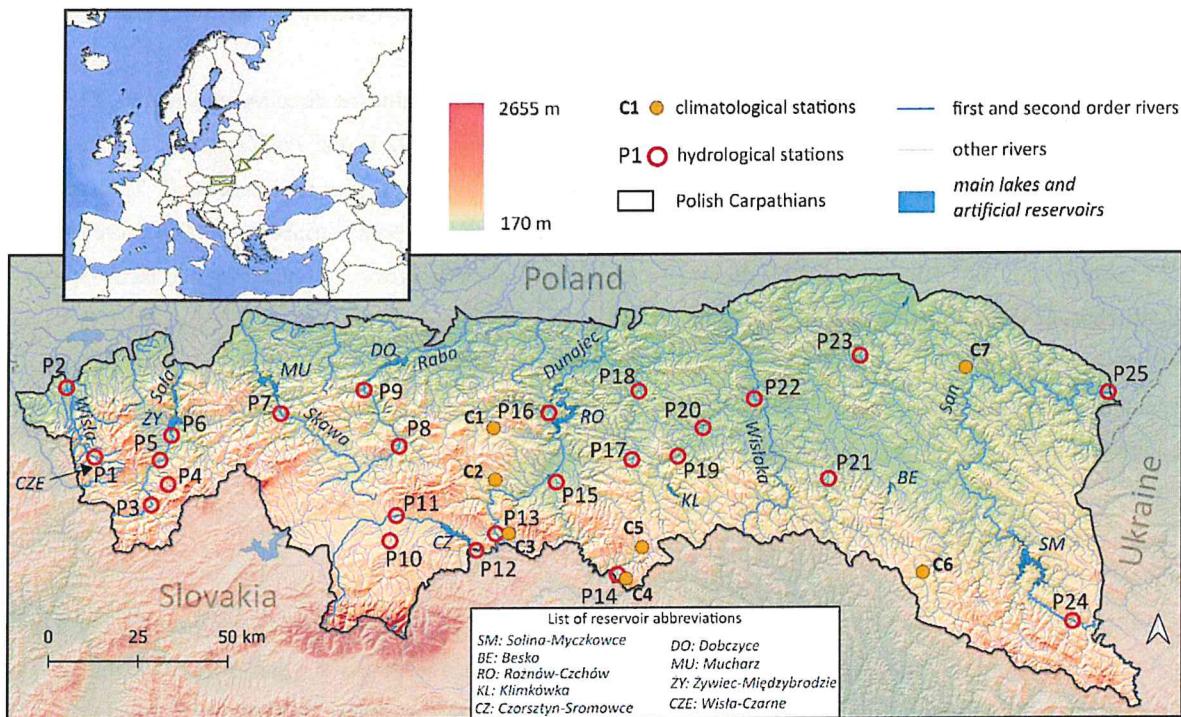 2655 m
170 m
C1 climatological stations
P1 hydrological stations
Polish Carpathians
first and second order rivers
other rivers
main lakes and
artificial reservoirs
Poland
Slovakia
Ukraine
P2
Wisła
CZE
P1
Soła
ŻY
P6
P5
P4
P3
MU
P7
Skawa
DO
Raba
P9
P8
P11
P10
C1
C2
CZ
P13
C3
P12
Dunajec
P16
RO
P15
P18
P17
P20
P19
KL
C5
P14
C4
P22
Wisłoka
P23
P21
BE
San
C7
C6
P25
SM
P24
0 25 50 km
List of reservoir abbreviations
SM: Solina-Myczkowce
BE: Besko
RO: Rożnów-Czchów
KL: Klimkówka
CZ: Czorsztyn-Sromowce
DO: Dobczyce
MU: Mucharz
ŻY: Żywiec-Międzybrodzie
CZE: Wisła-Czarne